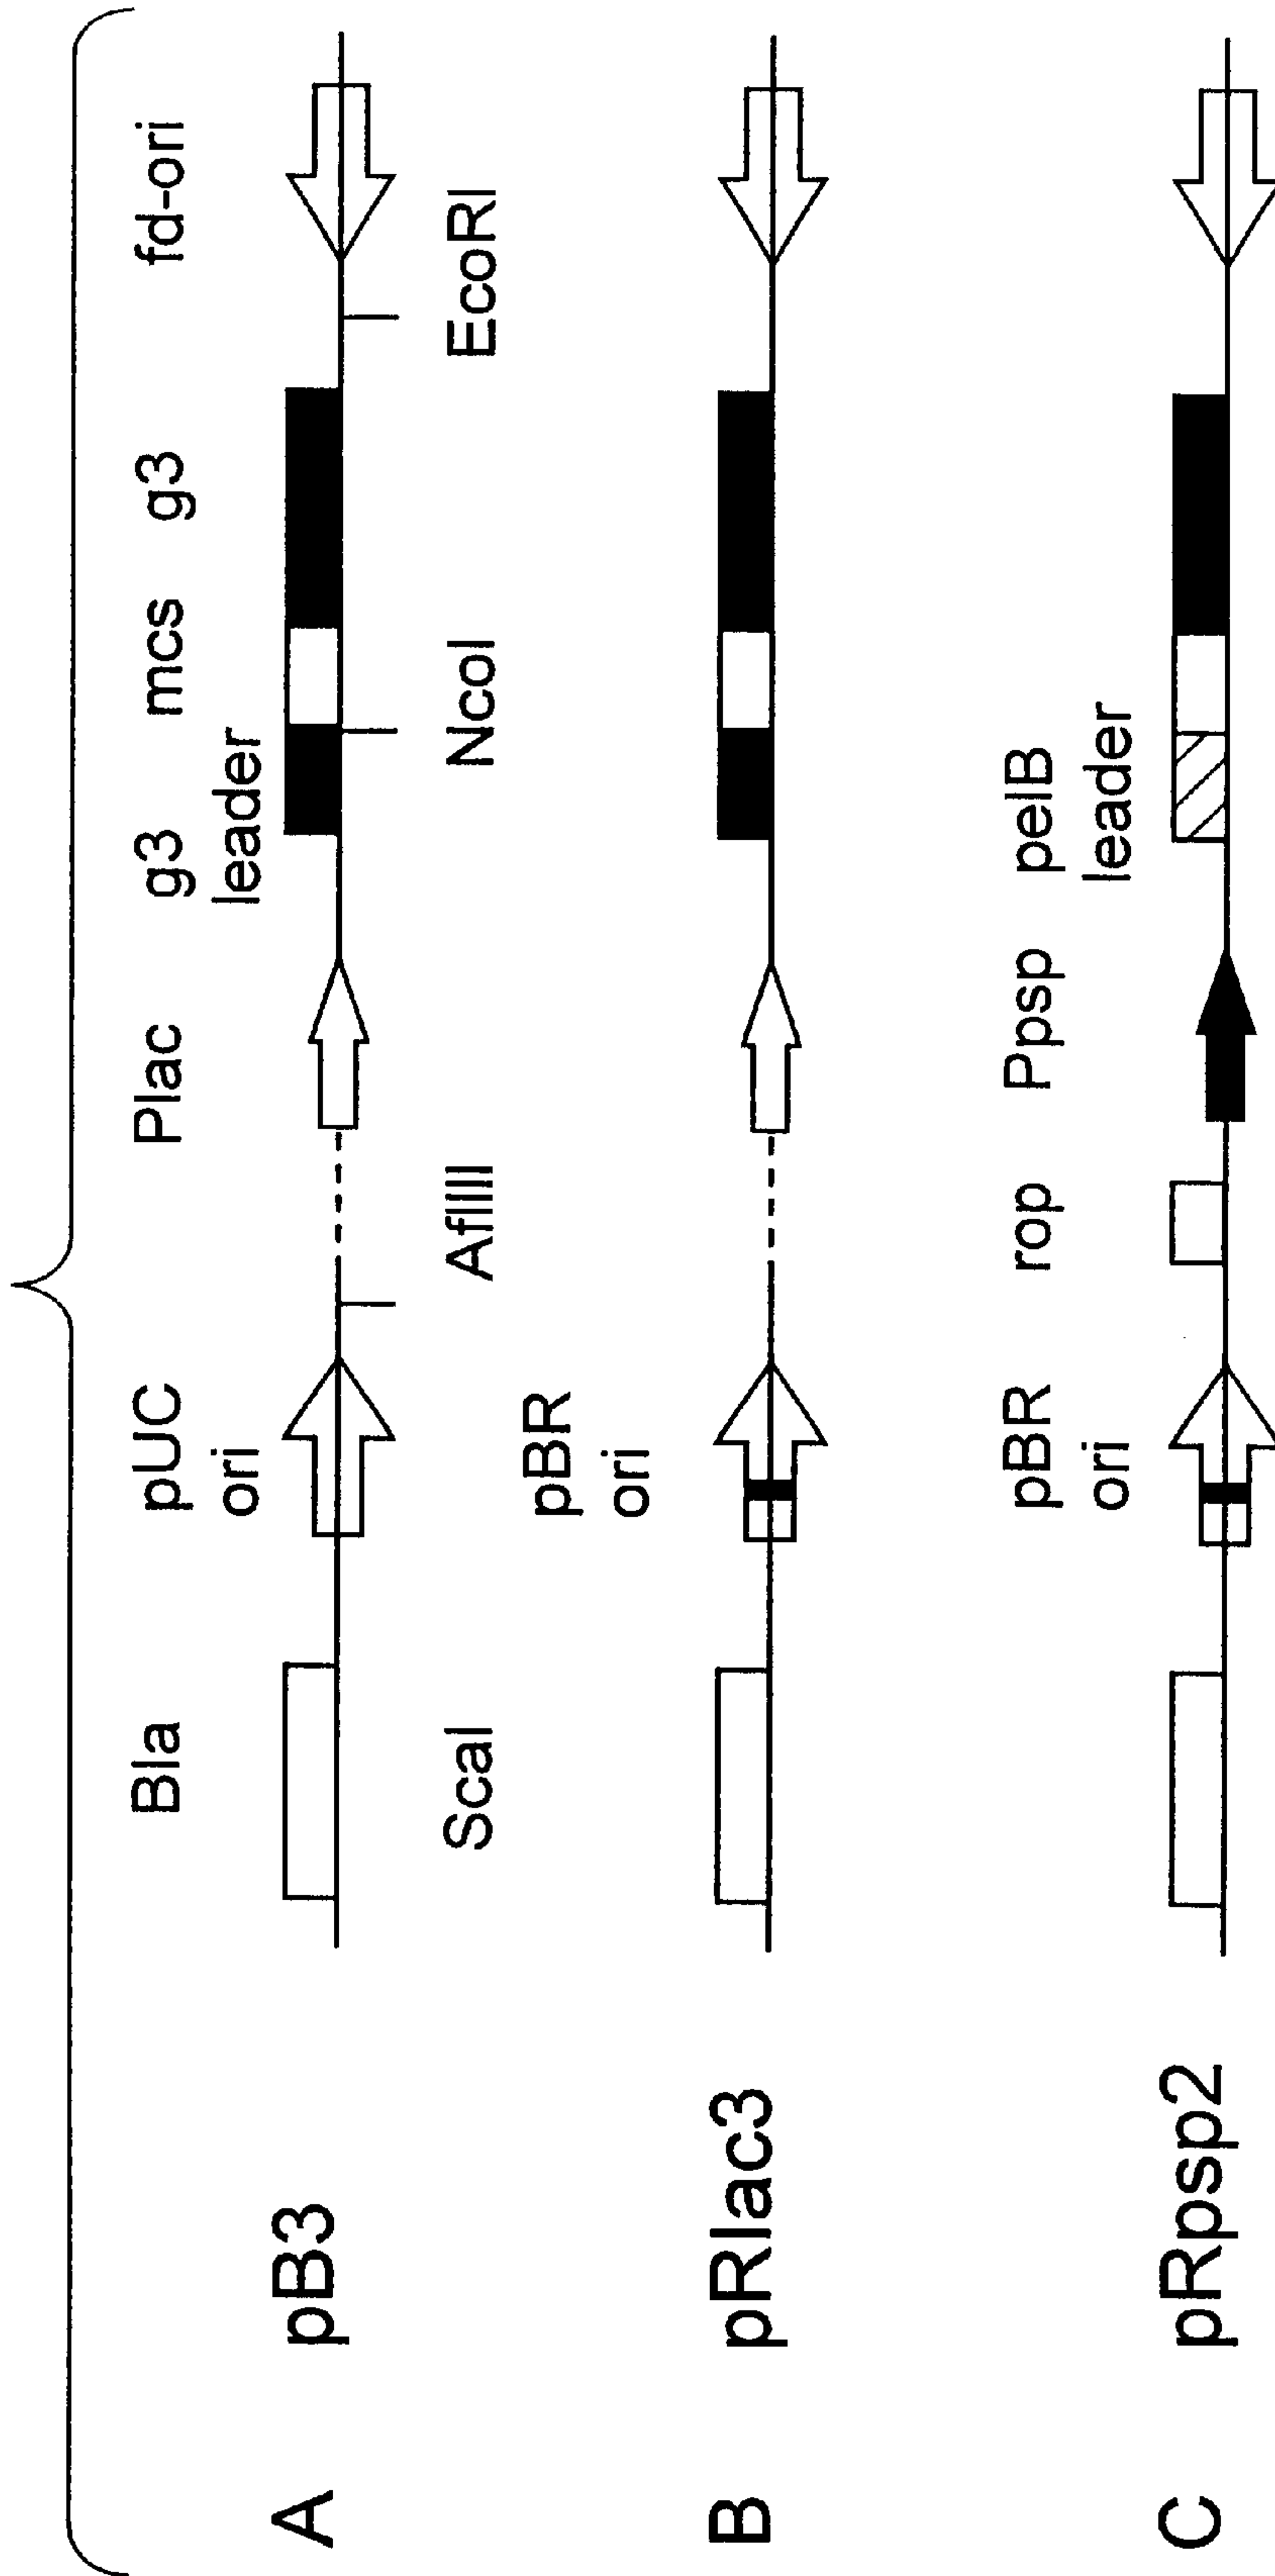 Bla pUC Plac g3 mcs g3 fd-ori
ori leader
A pB3
ScaI AflIII NcoI EcoRI
pBR
ori
B pRlac3
pBR rop Ppsp pelB
ori leader
C pRpsp2